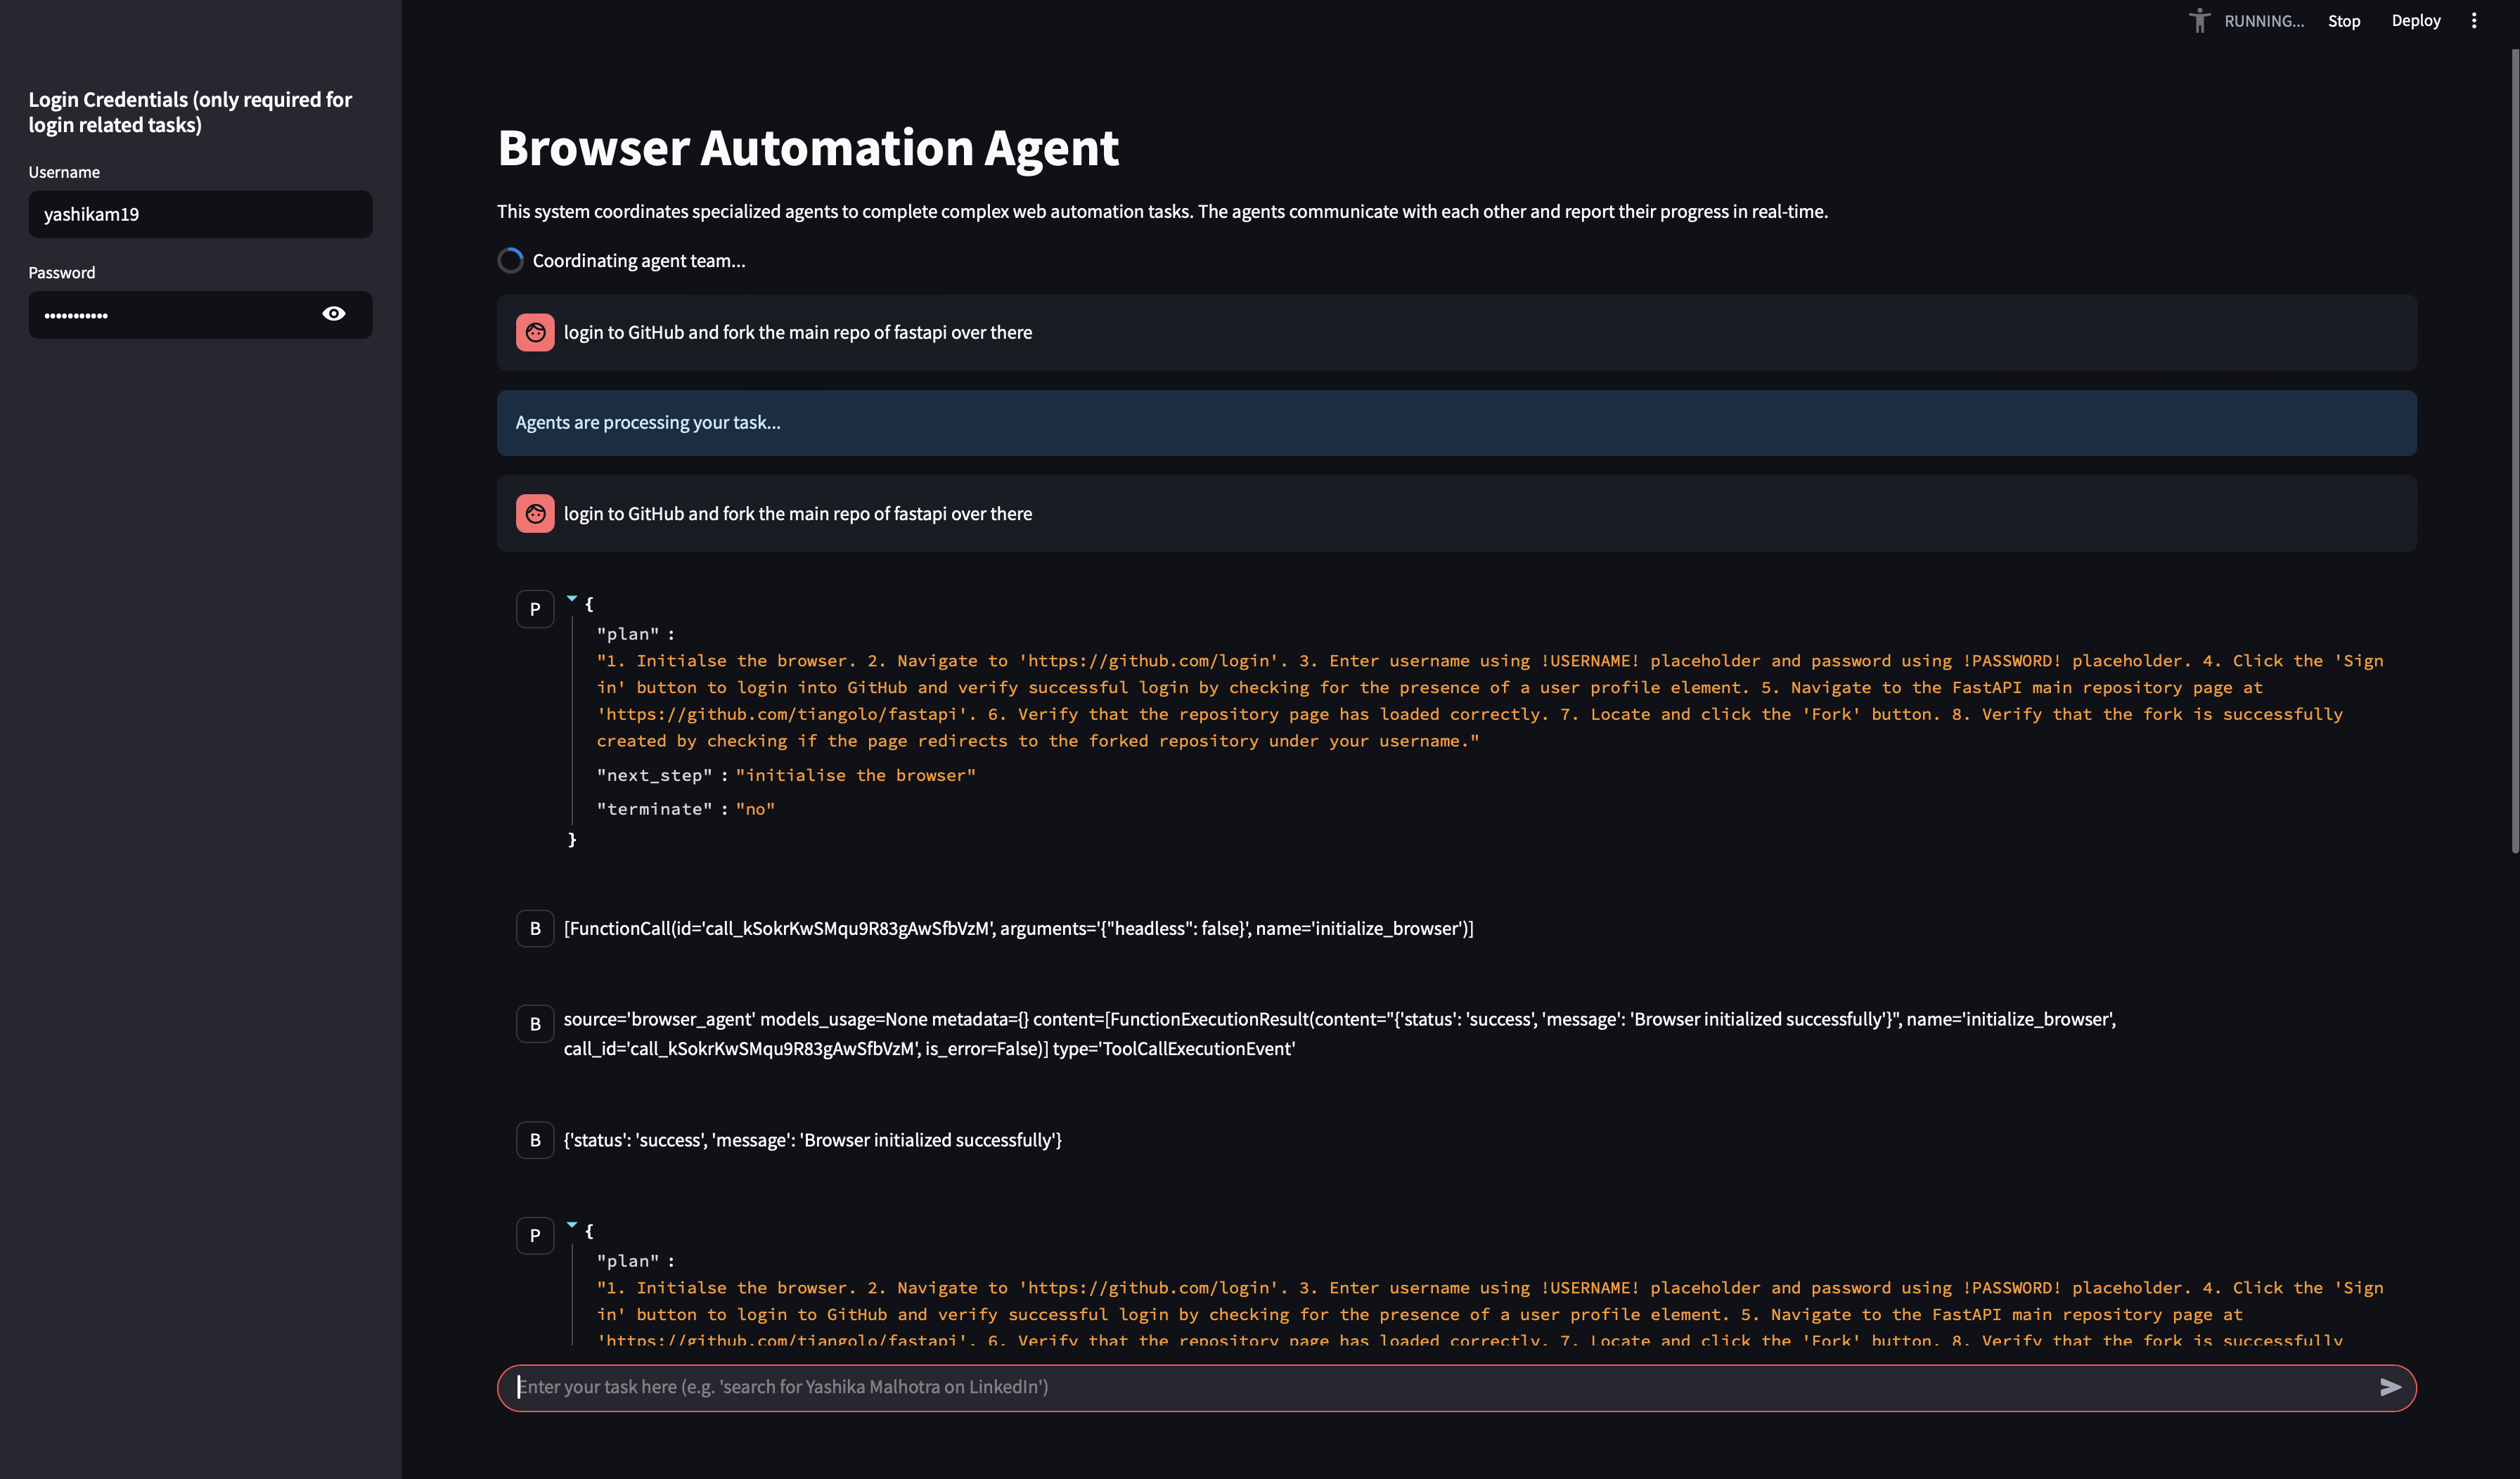 RUNNING...
Stop
Deploy
Login Credentials (only required for
login related tasks)
Username
yashikam19
Password
•••••••••••
Browser Automation Agent
This system coordinates specialized agents to complete complex web automation tasks. The agents communicate with each other and report their progress in real-time.
Coordinating agent team...
login to GitHub and fork the main repo of fastapi over there
Agents are processing your task...
login to GitHub and fork the main repo of fastapi over there
P
{
"plan" :
"1. Initialse the browser. 2. Navigate to 'https://github.com/login'. 3. Enter username using !USERNAME! placeholder and password using !PASSWORD! placeholder. 4. Click the 'Sign
in' button to login into GitHub and verify successful login by checking for the presence of a user profile element. 5. Navigate to the FastAPI main repository page at
'https://github.com/tiangolo/fastapi'. 6. Verify that the repository page has loaded correctly. 7. Locate and click the 'Fork' button. 8. Verify that the fork is successfully
created by checking if the page redirects to the forked repository under your username."
"next_step" : "initialise the browser"
"terminate" : "no"
}
B
[FunctionCall(id='call_kSokrKwSMqu9R83gAwSfbVzM', arguments='{"headless": false}', name='initialize_browser')]
B
source='browser_agent' models_usage=None metadata={} content=[FunctionExecutionResult(content="{'status': 'success', 'message': 'Browser initialized successfully'}", name='initialize_browser',
call_id='call_kSokrKwSMqu9R83gAwSfbVzM', is_error=False)] type='ToolCallExecutionEvent'
B
{'status': 'success', 'message': 'Browser initialized successfully'}
P
{
"plan" :
"1. Initialse the browser. 2. Navigate to 'https://github.com/login'. 3. Enter username using !USERNAME! placeholder and password using !PASSWORD! placeholder. 4. Click the 'Sign
in' button to login to GitHub and verify successful login by checking for the presence of a user profile element. 5. Navigate to the FastAPI main repository page at
'https://github.com/tiangolo/fastapi'. 6. Verify that the repository page has loaded correctly. 7. Locate and click the 'Fork' button. 8. Verify that the fork is successfully
Enter your task here (e.g. 'search for Yashika Malhotra on LinkedIn')